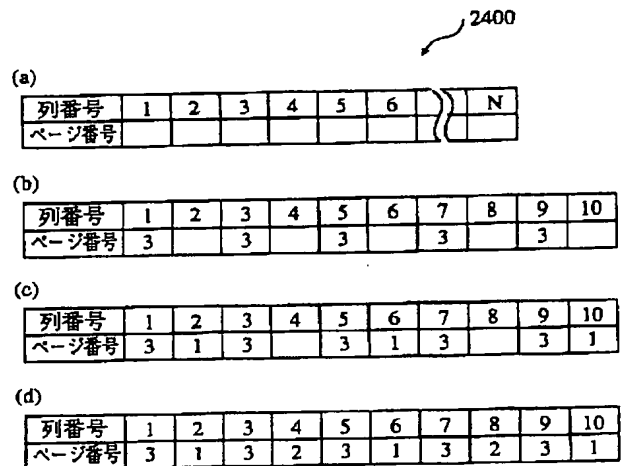 2400
(a)
列番号 1 2 3 4 5 6 N
ページ番号
(b)
列番号 1 2 3 4 5 6 7 8 9 10
ページ番号 3 3 3 3 3
(c)
列番号 1 2 3 4 5 6 7 8 9 10
ページ番号 3 1 3 3 1 3 3 1
(d)
列番号 1 2 3 4 5 6 7 8 9 10
ページ番号 3 1 3 2 3 1 3 2 3 1